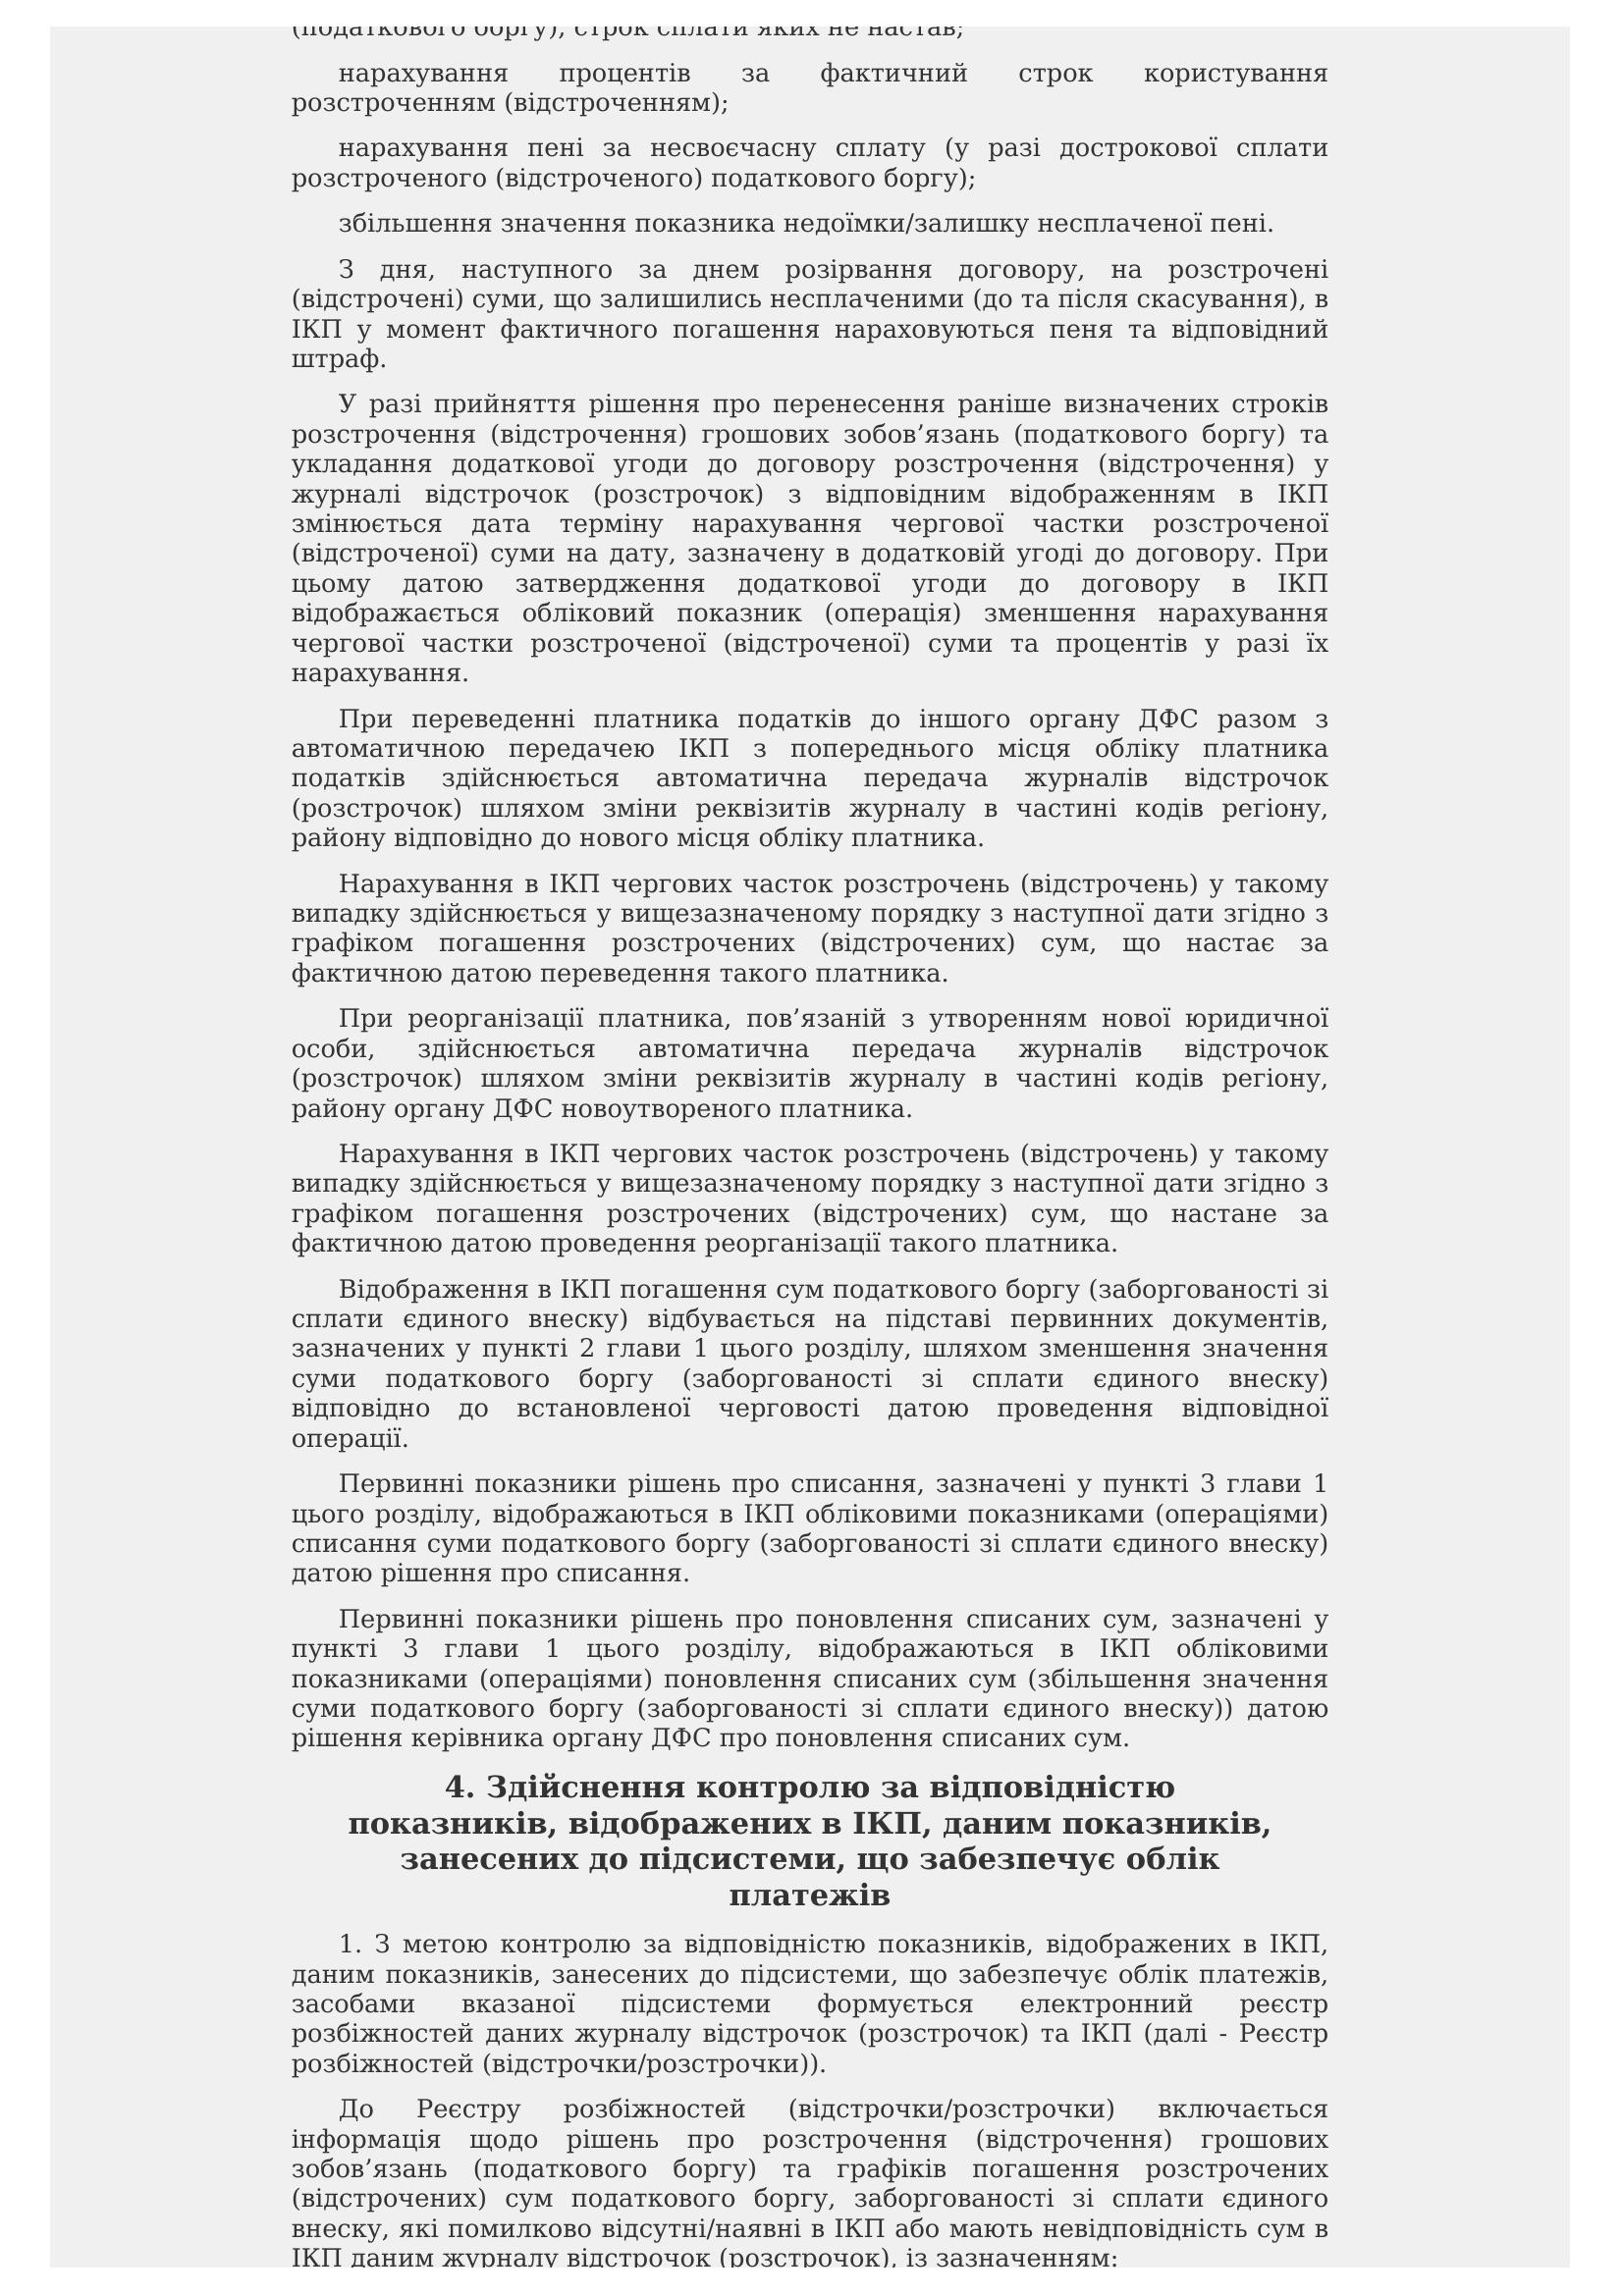 (податкового боргу), строк сплати яких не настав;
нарахування процентів за фактичний строк користування
розстроченням (відстроченням);
нарахування пені за несвоєчасну сплату (у разі дострокової сплати
розстроченого (відстроченого) податкового боргу);
збільшення значення показника недоїмки/залишку несплаченої пені.
З дня, наступного за днем розірвання договору, на розстрочені
(відстрочені) суми, що залишились несплаченими (до та після скасування), в
ІКП у момент фактичного погашення нараховуються пеня та відповідний
штраф.
У разі прийняття рішення про перенесення раніше визначених строків
розстрочення (відстрочення) грошових зобов’язань (податкового боргу) та
укладання додаткової угоди до договору розстрочення (відстрочення) у
журналі відстрочок (розстрочок) з відповідним відображенням в ІКП
змінюється дата терміну нарахування чергової частки розстроченої
(відстроченої) суми на дату, зазначену в додатковій угоді до договору. При
цьому датою затвердження додаткової угоди до договору в ІКП
відображається обліковий показник (операція) зменшення нарахування
чергової частки розстроченої (відстроченої) суми та процентів у разі їх
нарахування.
При переведенні платника податків до іншого органу ДФС разом з
автоматичною передачею ІКП з попереднього місця обліку платника
податків здійснюється автоматична передача журналів відстрочок
(розстрочок) шляхом зміни реквізитів журналу в частині кодів регіону,
району відповідно до нового місця обліку платника.
Нарахування в ІКП чергових часток розстрочень (відстрочень) у такому
випадку здійснюється у вищезазначеному порядку з наступної дати згідно з
графіком погашення розстрочених (відстрочених) сум, що настає за
фактичною датою переведення такого платника.
При реорганізації платника, пов’язаній з утворенням нової юридичної
особи, здійснюється автоматична передача журналів відстрочок
(розстрочок) шляхом зміни реквізитів журналу в частині кодів регіону,
району органу ДФС новоутвореного платника.
Нарахування в ІКП чергових часток розстрочень (відстрочень) у такому
випадку здійснюється у вищезазначеному порядку з наступної дати згідно з
графіком погашення розстрочених (відстрочених) сум, що настане за
фактичною датою проведення реорганізації такого платника.
Відображення в ІКП погашення сум податкового боргу (заборгованості зі
сплати єдиного внеску) відбувається на підставі первинних документів,
зазначених у пункті 2 глави 1 цього розділу, шляхом зменшення значення
суми податкового боргу (заборгованості зі сплати єдиного внеску)
відповідно до встановленої черговості датою проведення відповідної
операції.
Первинні показники рішень про списання, зазначені у пункті 3 глави 1
цього розділу, відображаються в ІКП обліковими показниками (операціями)
списання суми податкового боргу (заборгованості зі сплати єдиного внеску)
датою рішення про списання.
Первинні показники рішень про поновлення списаних сум, зазначені у
пункті 3 глави 1 цього розділу, відображаються в ІКП обліковими
показниками (операціями) поновлення списаних сум (збільшення значення
суми податкового боргу (заборгованості зі сплати єдиного внеску)) датою
рішення керівника органу ДФС про поновлення списаних сум.
4. Здійснення контролю за відповідністю
показників, відображених в ІКП, даним показників,
занесених до підсистеми, що забезпечує облік
платежів
1. З метою контролю за відповідністю показників, відображених в ІКП,
даним показників, занесених до підсистеми, що забезпечує облік платежів,
засобами вказаної підсистеми формується електронний реєстр
розбіжностей даних журналу відстрочок (розстрочок) та ІКП (далі - Реєстр
розбіжностей (відстрочки/розстрочки)).
До Реєстру розбіжностей (відстрочки/розстрочки) включається
інформація щодо рішень про розстрочення (відстрочення) грошових
зобов’язань (податкового боргу) та графіків погашення розстрочених
(відстрочених) сум податкового боргу, заборгованості зі сплати єдиного
внеску, які помилково відсутні/наявні в ІКП або мають невідповідність сум в
ІКП даним журналу відстрочок (розстрочок), із зазначенням: